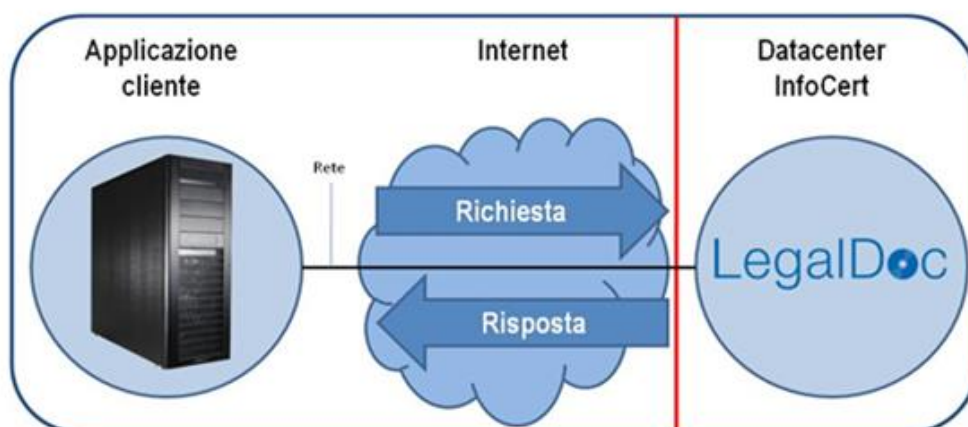 Applicazione
cliente
Internet
Datacenter
InfoCert
Rete
Richiesta
LegalDoc
Risposta